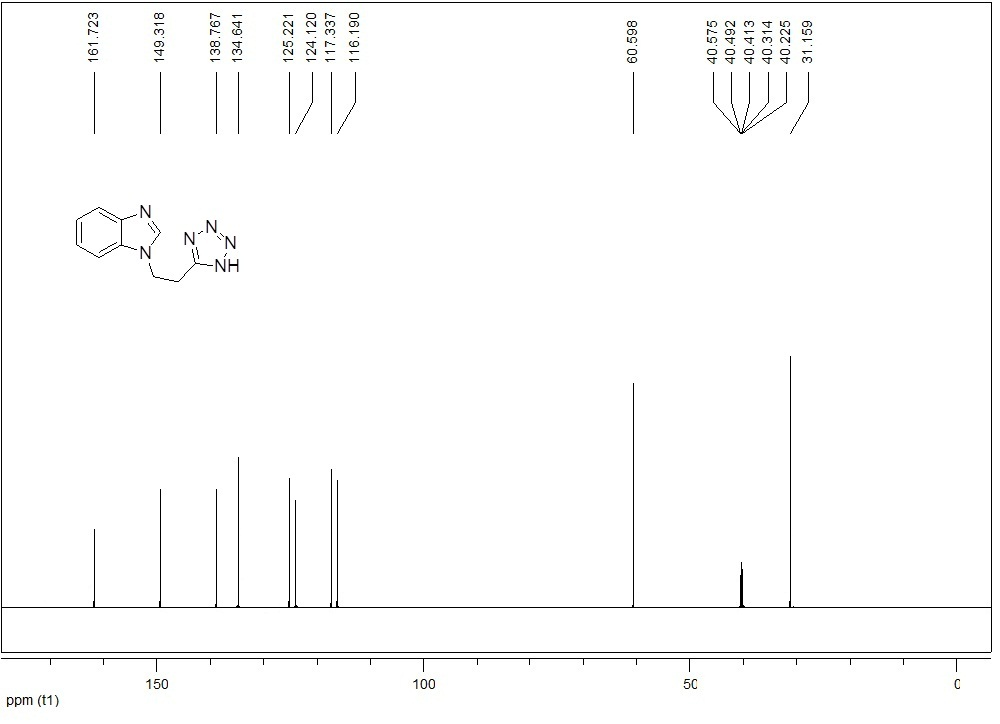 161.723
149.318
138.767
134.641
125.221
124.120
117.337
116.190
60.598
40.575
40.492
40.413
40.314
40.225
31.159
N
N
N
N
N
N
NH
150
100
50
0
ppm (t1)